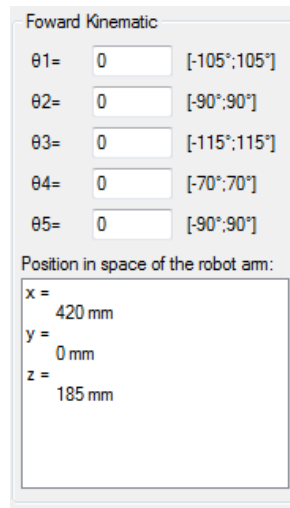 Foward Kinematic
θ1= 0 [-105°;105°]
θ2= 0 [-90°;90°]
θ3= 0 [-115°;115°]
θ4= 0 [-70°;70°]
θ5= 0 [-90°;90°]
Position in space of the robot arm:
x =
420 mm
y =
0 mm
z =
185 mm